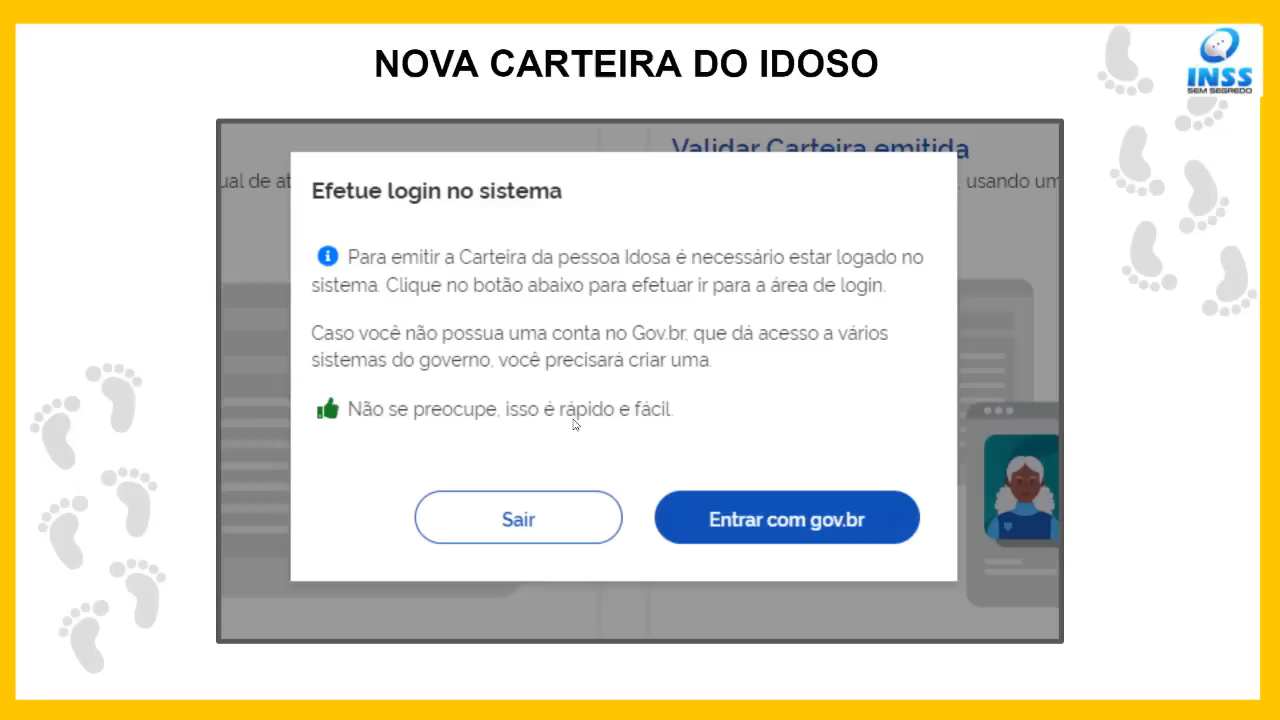 NOVA CARTEIRA DO IDOSO
INSS
SEM SEGREDO
Validar Carteira emitida
ual de at
, usando um
Efetue login no sistema
Para emitir a Carteira da pessoa Idosa é necessário estar logado no
sistema. Clique no botão abaixo para efetuar ir para a área de login.
Caso você não possua uma conta no Gov.br, que dá acesso a vários
sistemas do governo, você precisará criar uma.
Não se preocupe, isso é rápido e fácil.
Sair
Entrar com gov.br